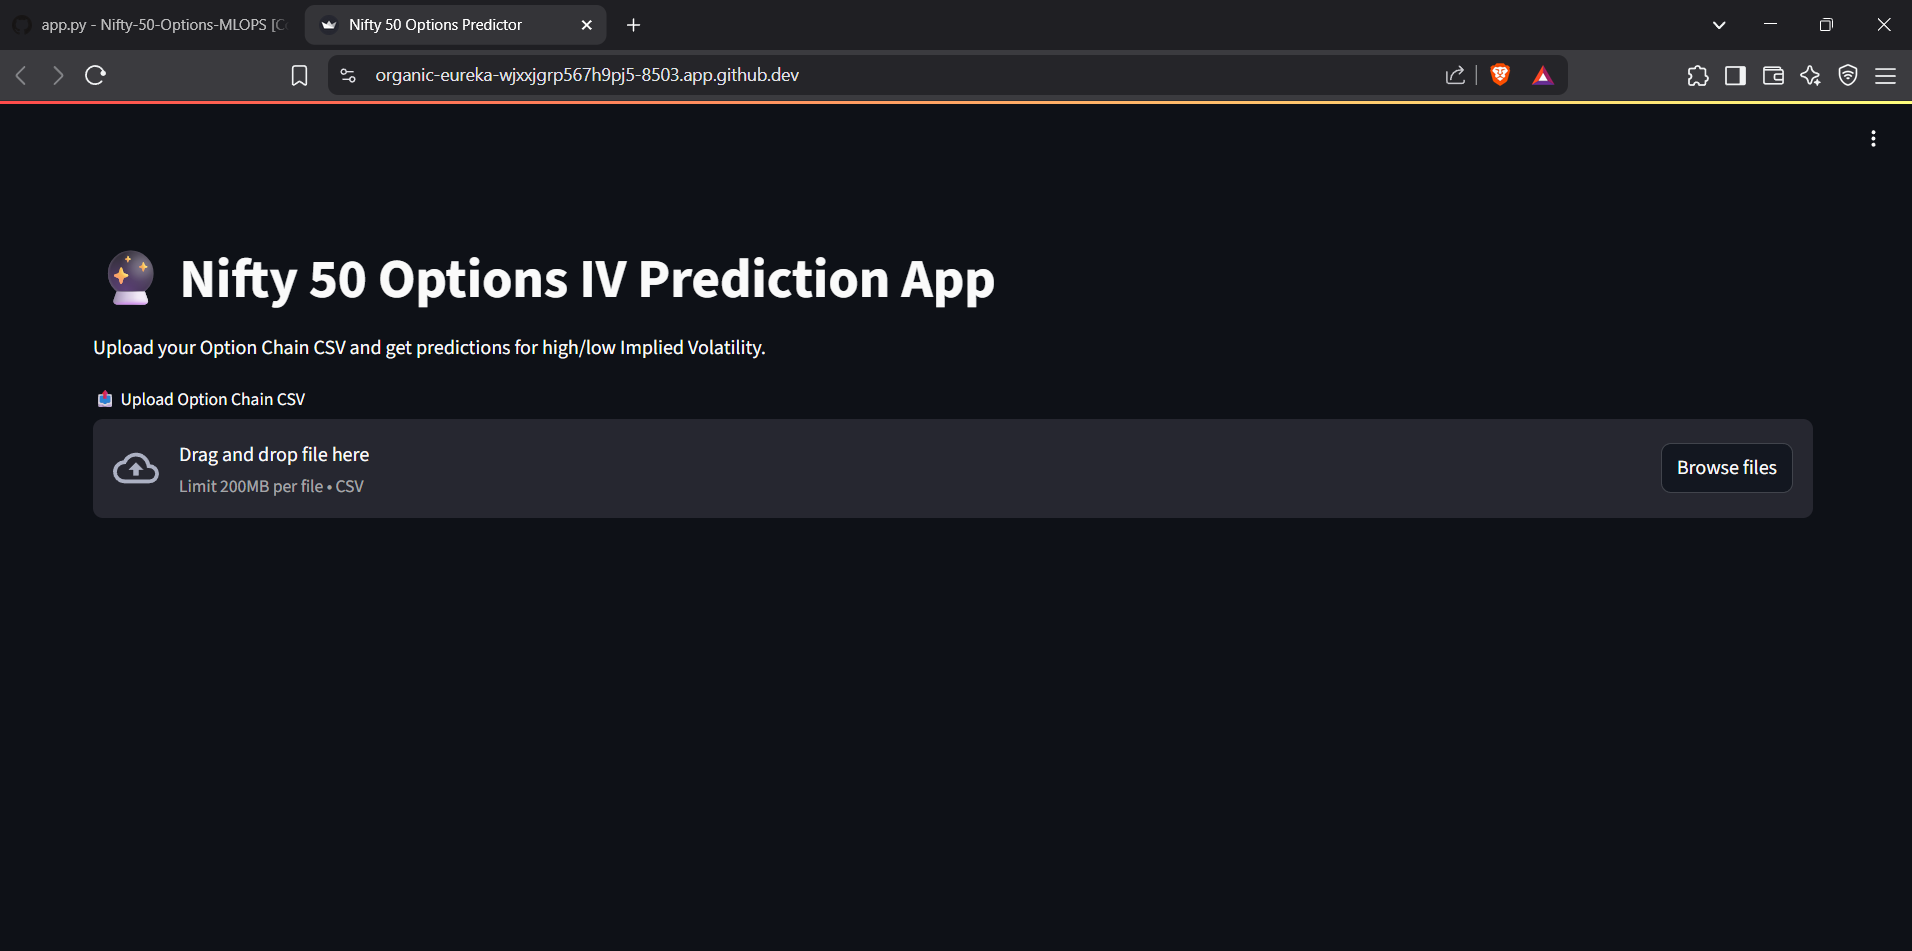 app.py - Nifty-50-Options-MLOPS [C
Nifty 50 Options Predictor
organic-eureka-wjxxjgrp567h9pj5-8503.app.github.dev
Nifty 50 Options IV Prediction App
Upload your Option Chain CSV and get predictions for high/low Implied Volatility.
Upload Option Chain CSV
Drag and drop file here
Limit 200MB per file • CSV
Browse files